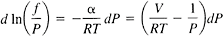 d ln(f/P) = −α/RT dP = (V/RT − 1/P)dP